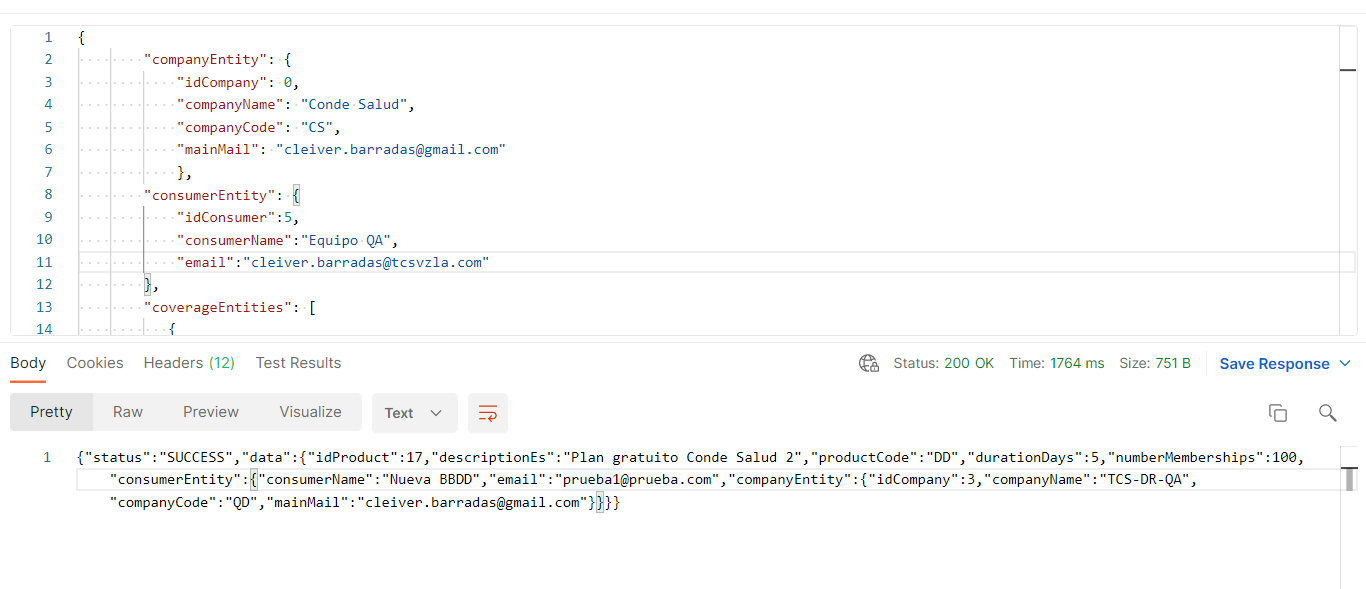 1 {
2 "companyEntity": {
3 "idCompany": 0,
4 "companyName": "Conde Salud",
5 "companyCode": "CS",
6 "mainMail": "cleiver.barradas@gmail.com"
7 },
8 "consumerEntity": {
9 "idConsumer":5,
10 "consumerName":"Equipo QA",
11 "email":"cleiver.barradas@tcsvzla.com"
12 },
13 "coverageEntities": [
14 {
Body Cookies Headers (12) Test Results Status: 200 OK Time: 1764 ms Size: 751 B Save Response
Pretty Raw Preview Visualize Text
1 {"status":"SUCCESS","data":{"idProduct":17,"descriptionEs":"Plan gratuito Conde Salud 2","productCode":"DD","durationDays":5,"numberMemberships":100,
"consumerEntity":{"consumerName":"Nueva BBDD","email":"prueba1@prueba.com","companyEntity":{"idCompany":3,"companyName":"TCS-DR-QA",
"companyCode":"QD","mainMail":"cleiver.barradas@gmail.com"}}}}